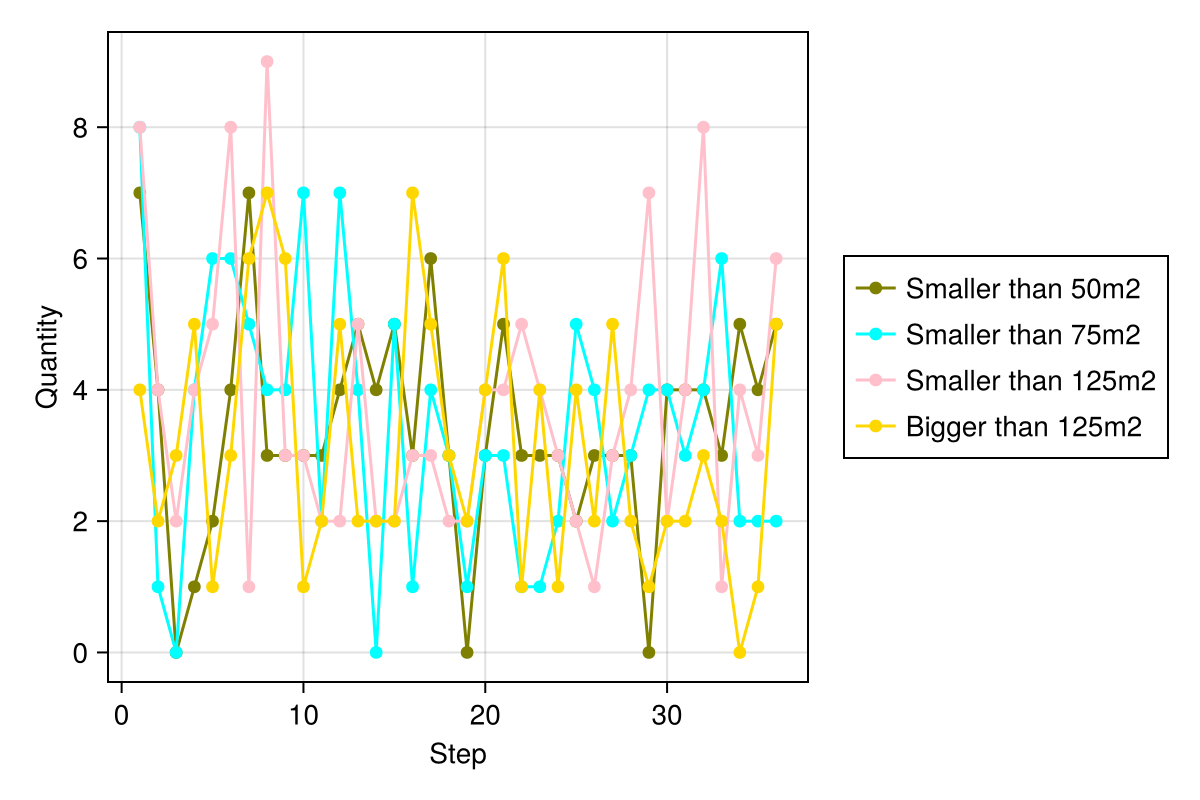 8
6
4
2
0
Quantity
0 10 20 30
Step
Smaller than 50m2
Smaller than 75m2
Smaller than 125m2
Bigger than 125m2